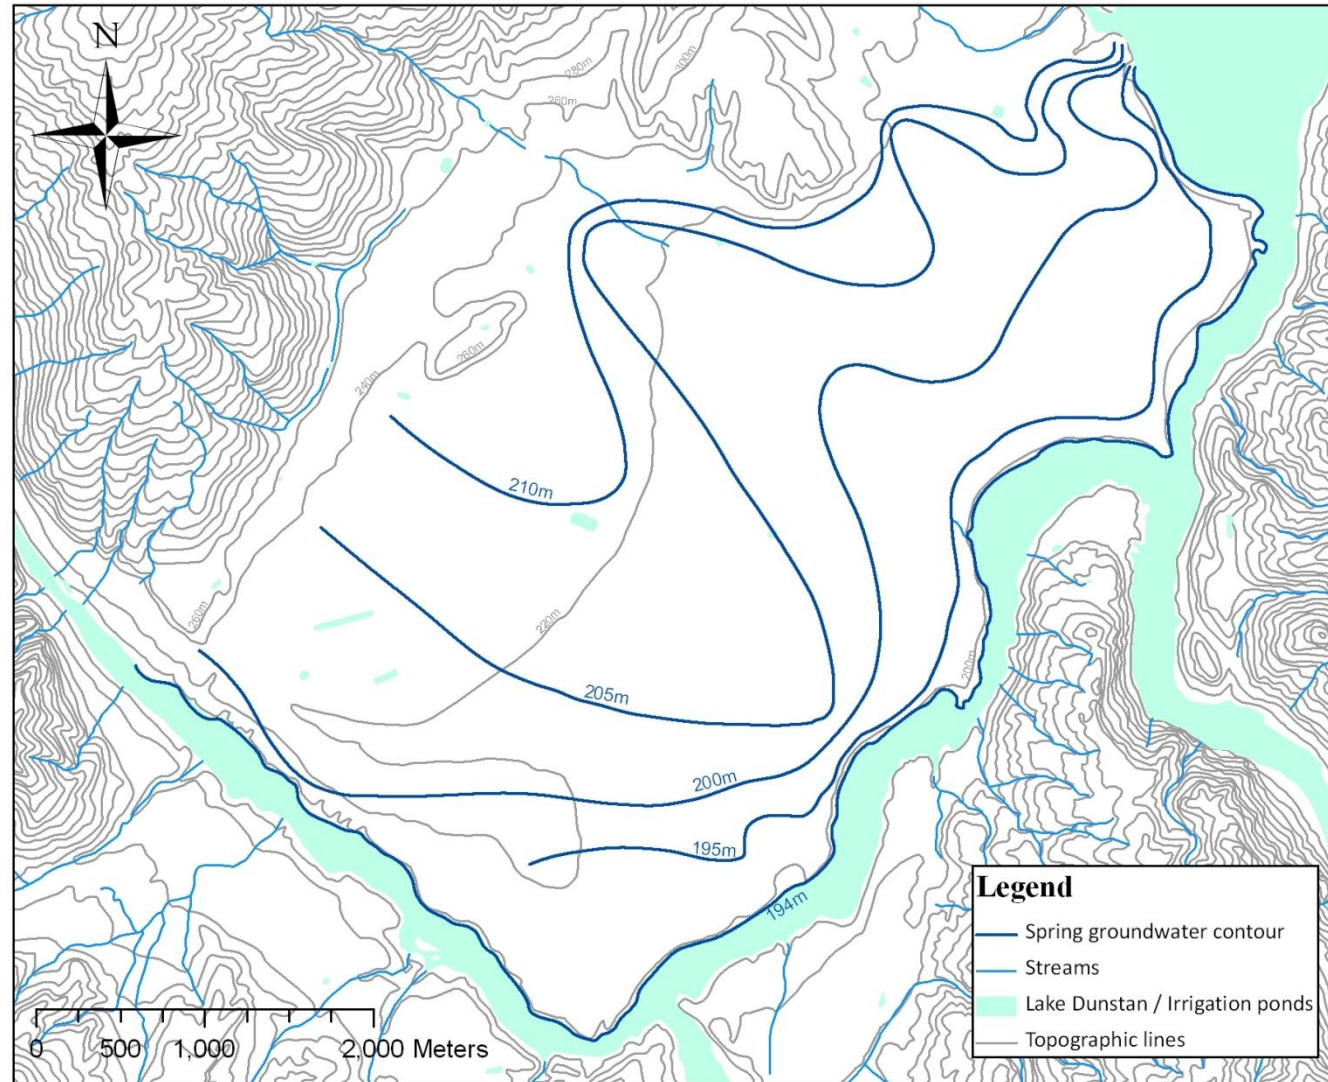 N
280m
300m
260m
260m
240m
210m
260m
220m
200m
205m
200m
195m
194m
Legend
Spring groundwater contour
Streams
Lake Dunstan / Irrigation ponds
Topographic lines
0 500 1,000 2,000 Meters